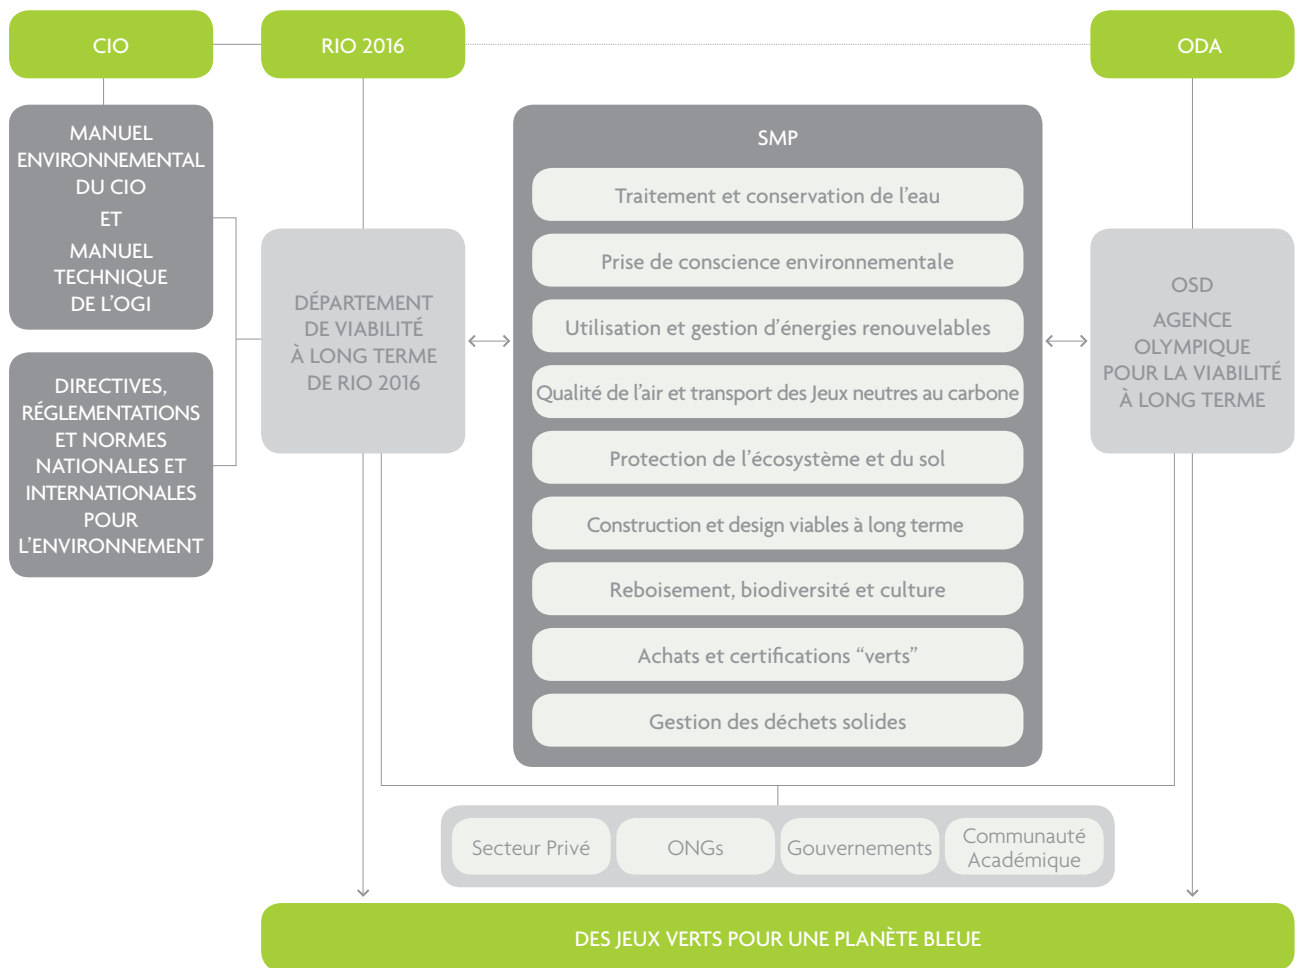 CIO
RIO 2016
ODA
MANUEL
ENVIRONNEMENTAL
DU CIO
ET
MANUEL
TECHNIQUE
DE L’OGI
DIRECTIVES,
RÉGLEMENTATIONS
ET NORMES
NATIONALES ET
INTERNATIONALES
POUR
L’ENVIRONNEMENT
DÉPARTEMENT
DE VIABILITÉ
À LONG TERME
DE RIO 2016
SMP
Traitement et conservation de l’eau
Prise de conscience environnementale
Utilisation et gestion d’énergies renouvelables
Qualité de l’air et transport des Jeux neutres au carbone
Protection de l’écosystème et du sol
Construction et design viables à long terme
Reboisement, biodiversité et culture
Achats et certifications “verts”
Gestion des déchets solides
OSD
AGENCE
OLYMPIQUE
POUR LA VIABILITÉ
À LONG TERME
Secteur Privé
ONGs
Gouvernements
Communauté
Académique
DES JEUX VERTS POUR UNE PLANÈTE BLEUE